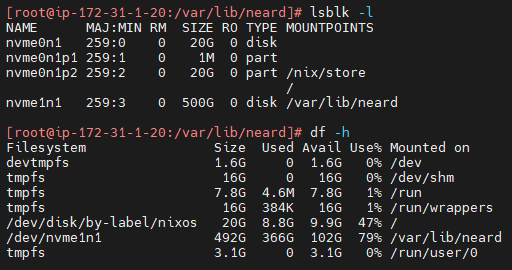 [root@ip-172-31-1-20:/var/lib/neard]# lsblk -l
NAME      MAJ:MIN RM  SIZE RO TYPE MOUNTPOINTS
nvme0n1   259:0    0   20G  0 disk
nvme0n1p1 259:1    0    1M  0 part
nvme0n1p2 259:2    0   20G  0 part /nix/store
                                   /
nvme1n1   259:3    0  500G  0 disk /var/lib/neard
[root@ip-172-31-1-20:/var/lib/neard]# df -h
Filesystem                Size  Used Avail Use% Mounted on
devtmpfs                  1.6G     0  1.6G   0% /dev
tmpfs                      16G     0   16G   0% /dev/shm
tmpfs                     7.8G  4.6M  7.8G   1% /run
tmpfs                      16G  384K   16G   1% /run/wrappers
/dev/disk/by-label/nixos   20G  8.8G  9.9G  47% /
/dev/nvme1n1              492G  366G  102G  79% /var/lib/neard
tmpfs                     3.1G     0  3.1G   0% /run/user/0